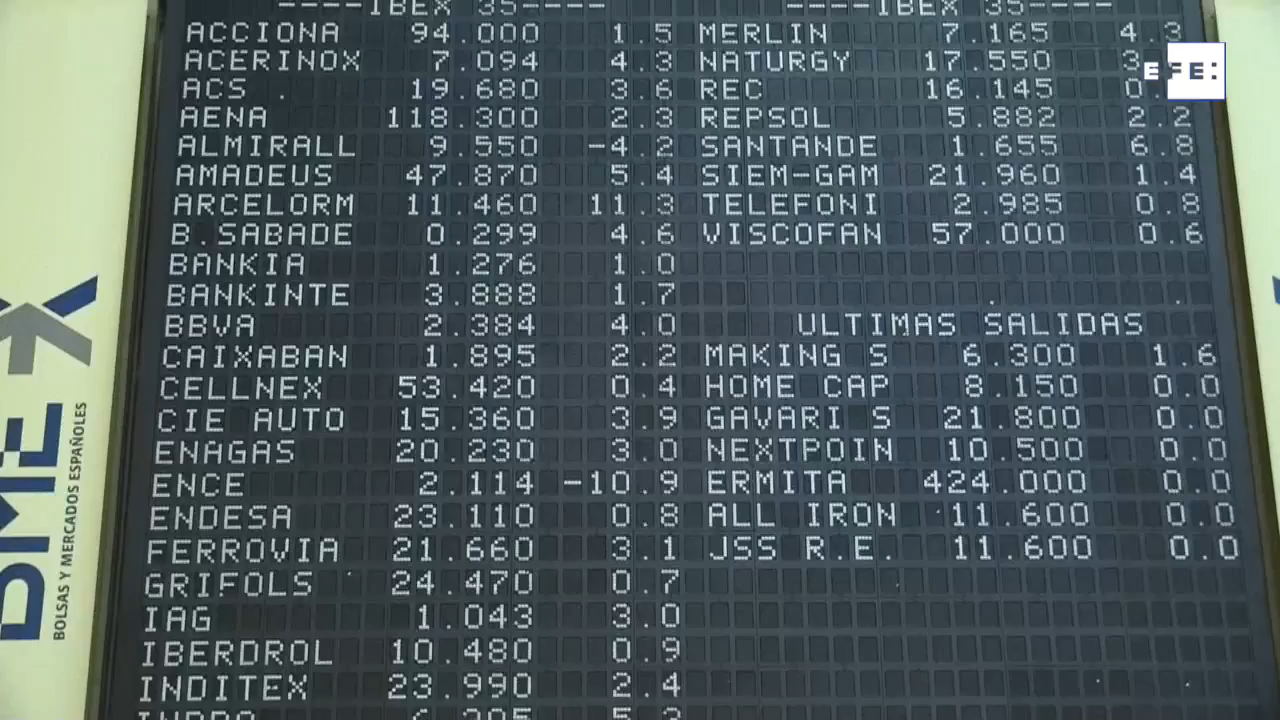 ----IBEX 35----
ACCIONA 94.000 1.5
ACERINOX 7.094 4.3
ACS . 19.680 3.6
AENA 118.300 2.3
ALMIRALL 9.550 -4.2
AMADEUS 47.870 5.4
ARCELORM 11.460 11.3
B.SABADE 0.299 4.6
BANKIA 1.276 1.0
BANKINTE 3.888 1.7
BBVA 2.384 4.0
CAIXABAN 1.895 2.2
CELLNEX 53.420 0.4
CIE AUTO 15.360 3.9
ENAGAS 20.230 3.0
ENCE 2.114 -10.9
ENDESA 23.110 0.8
FERROVIA 21.660 3.1
GRIFOLS 24.470 0.7
IAG 1.043 3.0
IBERDROL 10.480 0.9
INDITEX 23.990 2.4
----IBEX 35----
MERLIN 7.165 4.3
NATURGY 17.550 3.
REC 16.145 0.
REPSOL 5.882 2.2
SANTANDE 1.655 6.8
SIEM-GAM 21.960 1.4
TELEFONI 2.985 0.8
VISCOFAN 57.000 0.6
ULTIMAS SALIDAS
MAKING S 6.300 1.6
HOME CAP 8.150 0.0
GAVARI S 21.800 0.0
NEXTPOIN 10.500 0.0
ERMITA 424.000 0.0
ALL IRON 11.600 0.0
JSS R.E. 11.600 0.0
EFE:
BME X
BOLSAS Y MERCADOS ESPAÑOLES